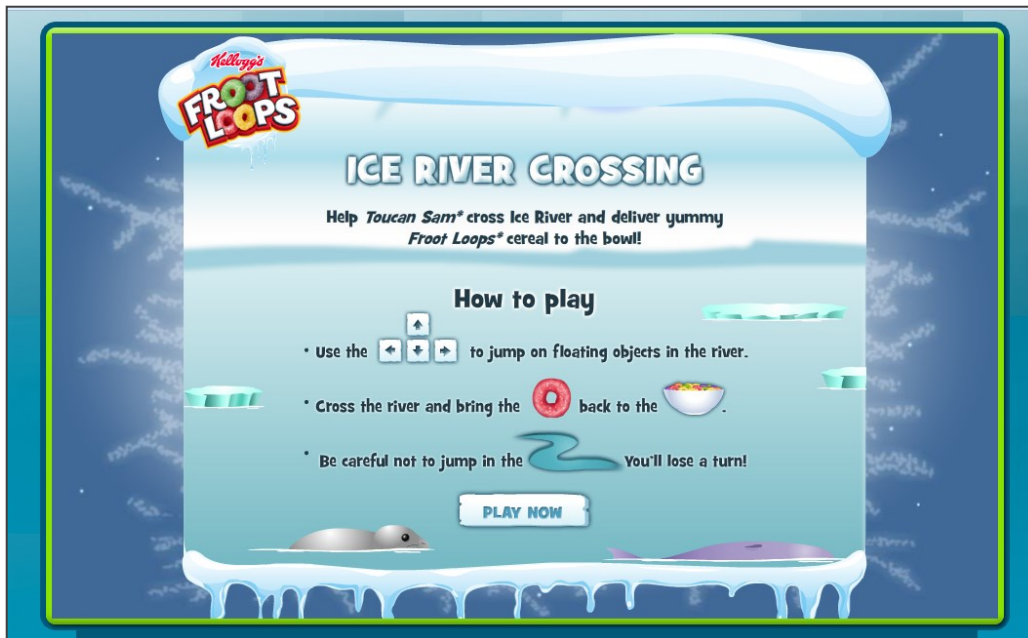 Kellogg's
FROOT
LOOPS
ICE RIVER CROSSING
Help Toucan Sam* cross Ice River and deliver yummy
Froot Loops* cereal to the bowl!
How to play
• Use the to jump on floating objects in the river.
• Cross the river and bring the back to the .
• Be careful not to jump in the You'll lose a turn!
PLAY NOW